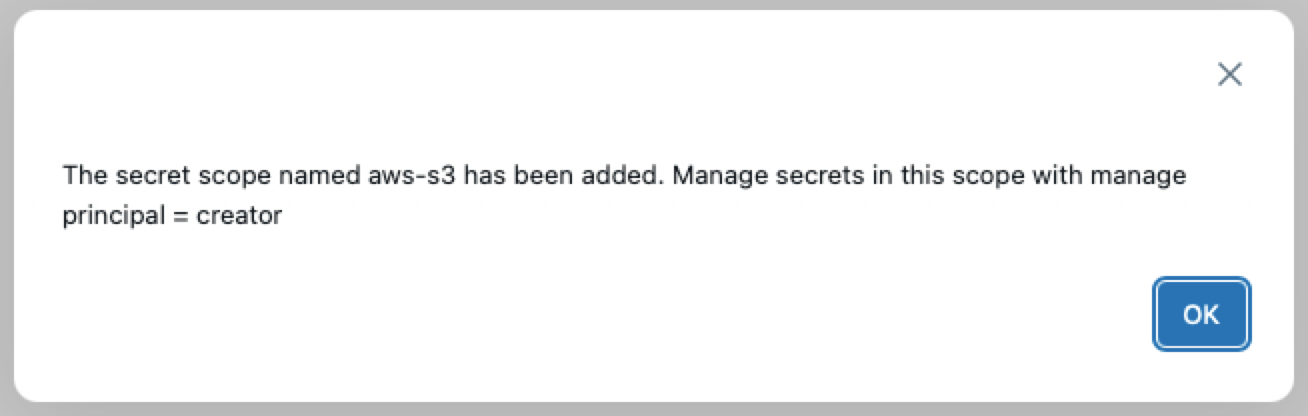 The secret scope named aws-s3 has been added. Manage secrets in this scope with manage
principal = creator
OK